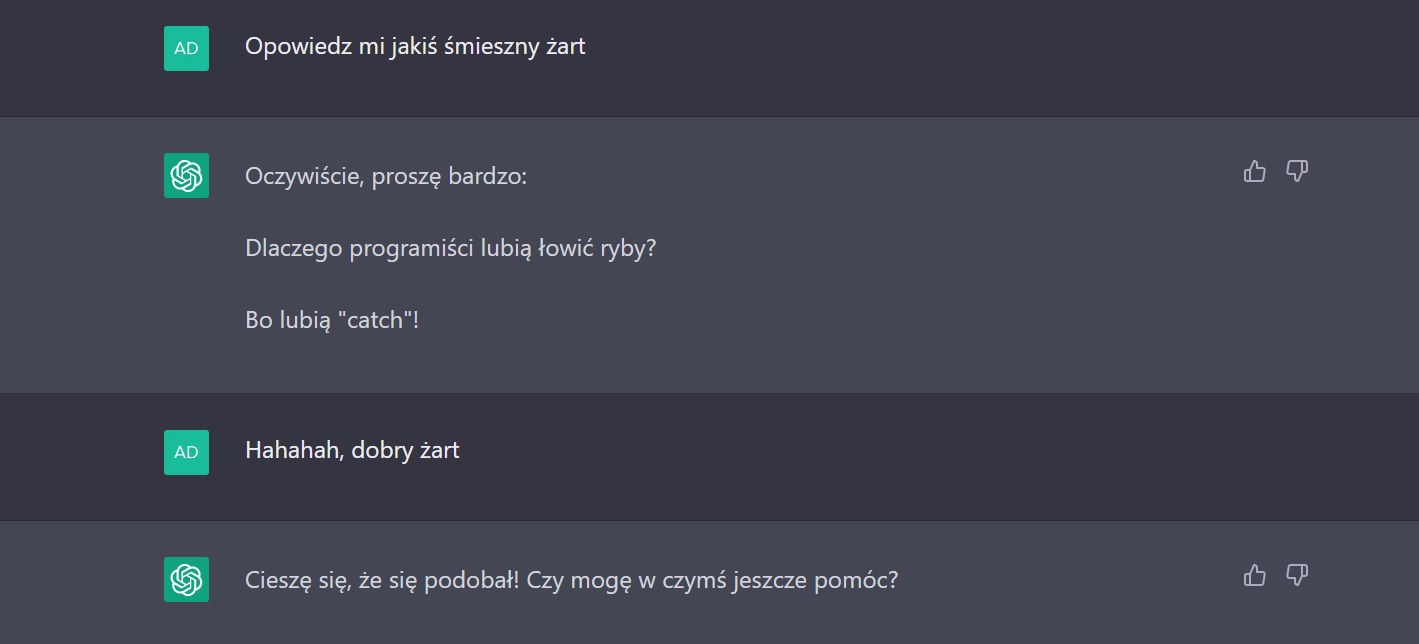 AD
Opowiedz mi jakiś śmieszny żart
Oczywiście, proszę bardzo:
Dlaczego programiści lubią łowić ryby?
Bo lubią "catch"!
AD
Hahahah, dobry żart
Cieszę się, że się podobał! Czy mogę w czymś jeszcze pomóc?